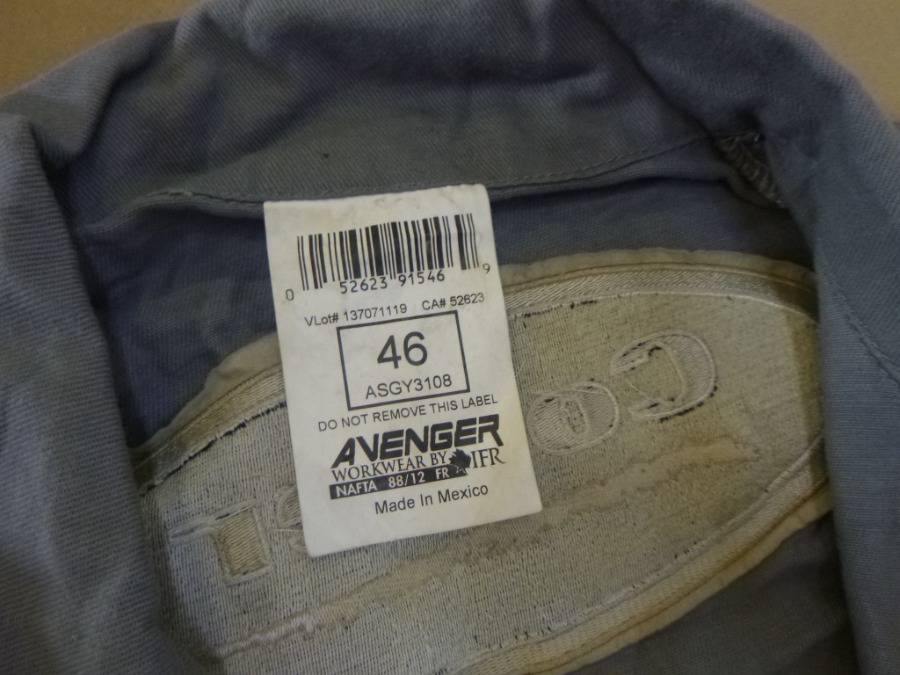 0 52623 91546 9
VLot# 137071119 CA# 52623
46
ASGY3108
DO NOT REMOVE THIS LABEL
AVENGER
WORKWEAR BY IFR
NAFTA 88/12 FR
Made In Mexico